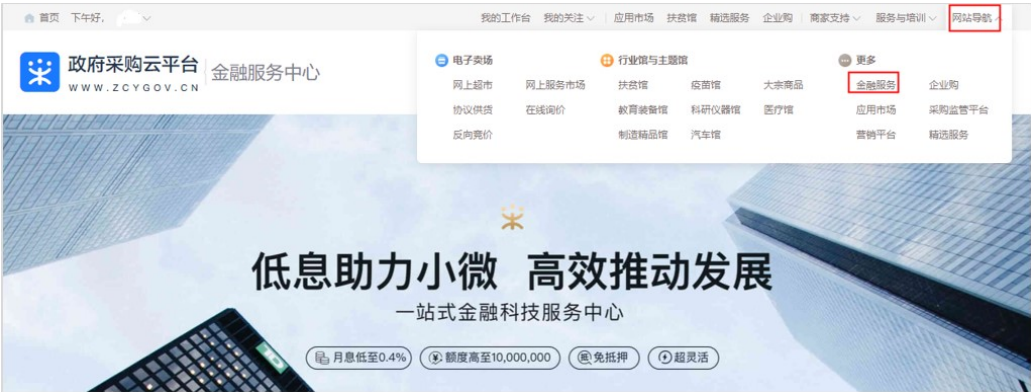 首页 下午好, 我的工作台 我的关注 应用市场 扶贫馆 精选服务 企业购 商家支持 服务与培训 网站导航
政府采购云平台 金融服务中心
WWW.ZCYGOV.CN
电子卖场 行业馆与主题馆 更多
网上超市 网上服务市场 扶贫馆 疫苗馆 大宗商品 金融服务 企业购
协议供货 在线询价 教育装备馆 科研仪器馆 医疗馆 应用市场 采购监管平台
反向竞价 制造精品馆 汽车馆 营销平台 精选服务
低息助力小微 高效推动发展
一站式金融科技服务中心
月息低至0.4% 额度高至10,000,000 免抵押 超灵活